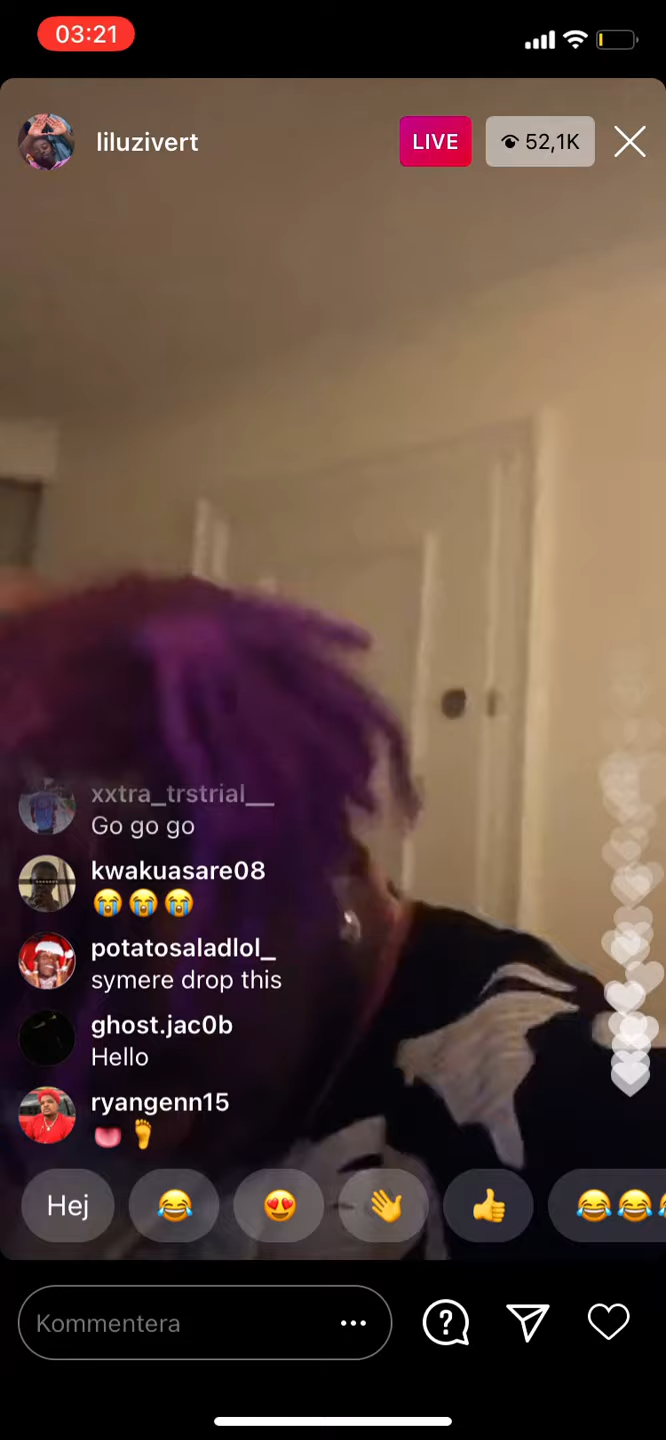 03:21
liluzivert
LIVE
52,1K
xxtra_trstrial__
Go go go
kwakuasare08
😭😭😭
potatosaladlol_
symere drop this
ghost.jac0b
Hello
ryangenn15
👅🦶
Hej
😂
😍
👋
👍
😂😂
Kommentera